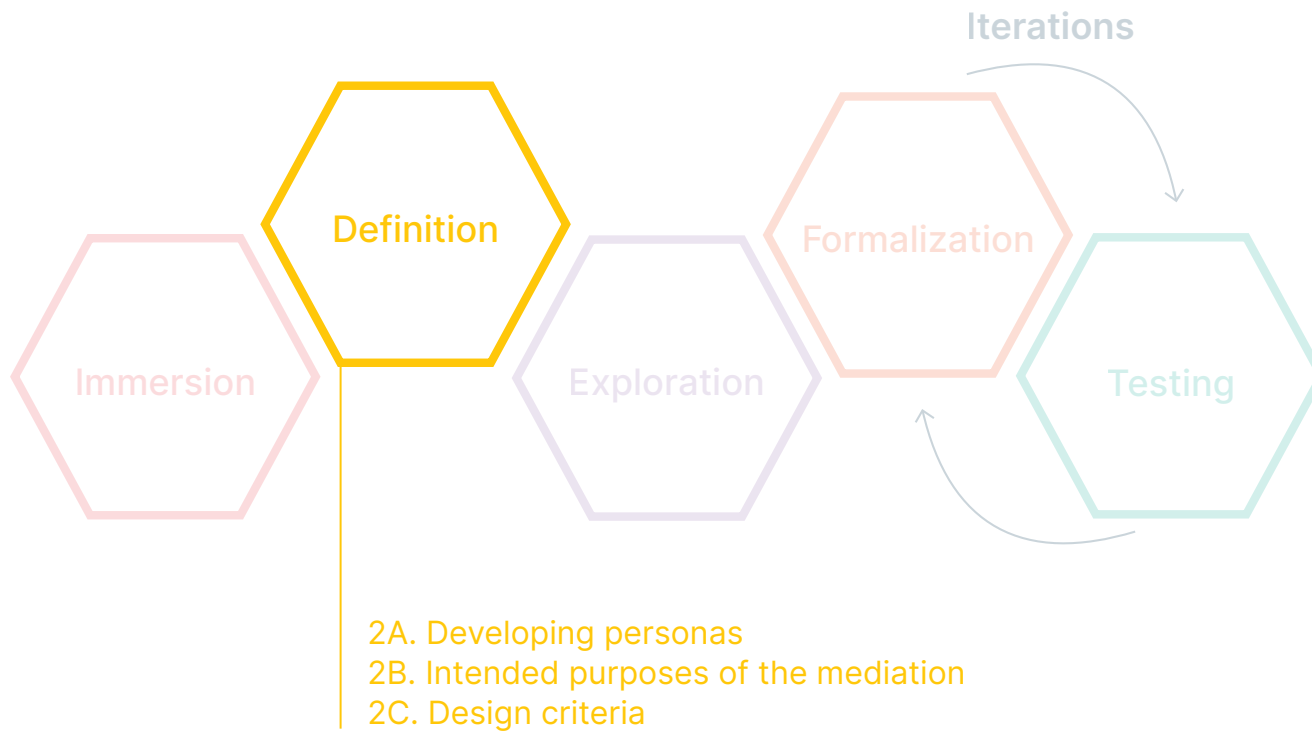 Iterations
Definition
Formalization
Immersion
Exploration
Testing
2A. Developing personas
2B. Intended purposes of the mediation
2C. Design criteria